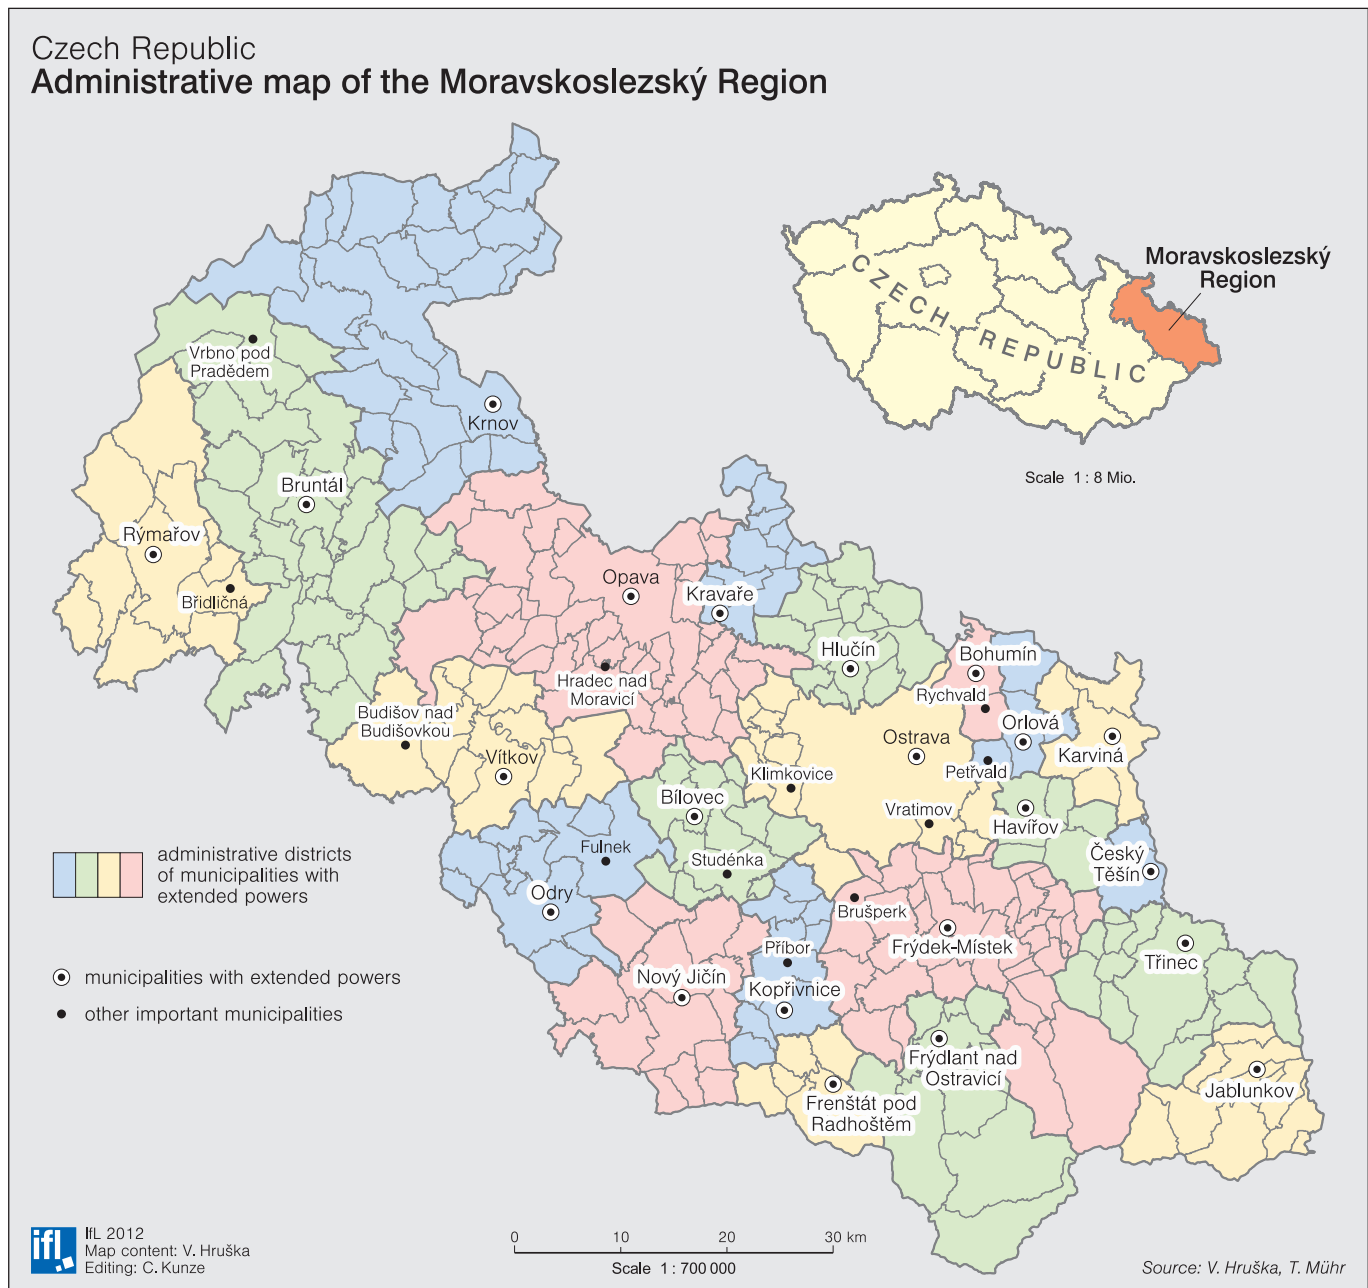 Czech Republic
Administrative map of the Moravskoslezský Region
Moravskoslezský
Region
CZECH REPUBLIC
Scale 1 : 8 Mio.
Vrbno pod
Pradědem
Krnov
Bruntál
Rýmařov
Břidličná
Opava
Kravaře
Hlučín
Bohumín
Rychvald
Hradec nad
Moravicí
Budišov nad
Budišovkou
Vítkov
Orlová
Karviná
Ostrava
Petřvald
Klimkovice
Bílovec
Vratimov
Havířov
Fulnek
Studénka
Český
Těšín
Odry
Brušperk
Frýdek-Místek
Příbor
Třinec
Nový Jičín
Kopřivnice
Frýdlant nad
Ostravicí
Jablunkov
Frenštát pod
Radhoštěm
administrative districts
of municipalities with
extended powers
municipalities with extended powers
other important municipalities
ifl
IfL 2012
Map content: V. Hruška
Editing: C. Kunze
0 10 20 30 km
Scale 1 : 700 000
Source: V. Hruška, T. Mühr